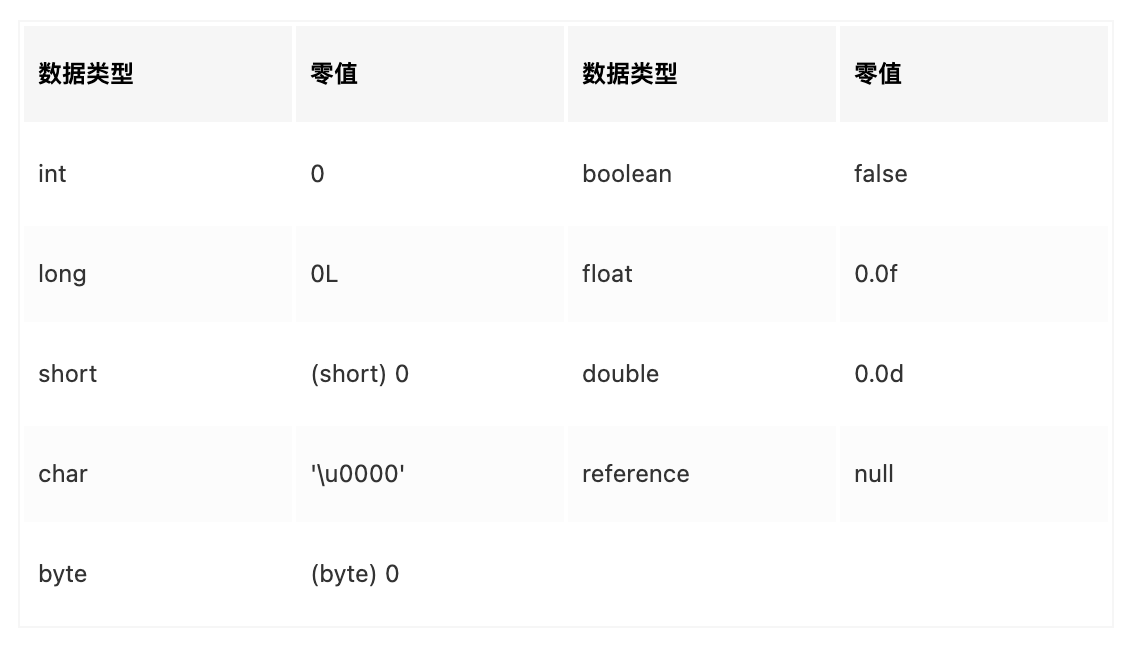 数据类型 零值 数据类型 零值
int 0 boolean false
long 0L float 0.0f
short (short) 0 double 0.0d
char '\u0000' reference null
byte (byte) 0